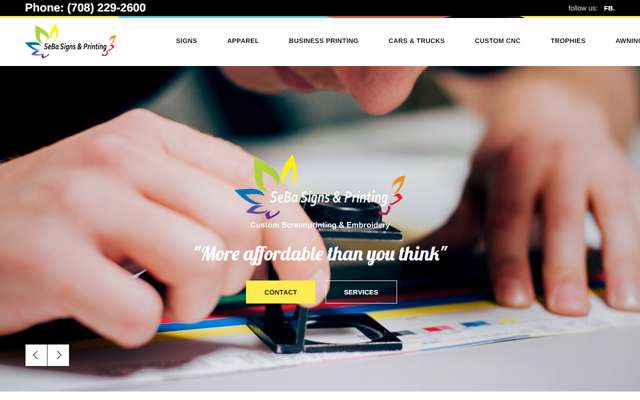 Phone: (708) 229-2600
follow us: FB.
SeBa Signs & Printing
SIGNS
APPAREL
BUSINESS PRINTING
CARS & TRUCKS
CUSTOM CNC
TROPHIES
AWNING
SeBa Signs & Printing
Custom Screenprinting & Embroidery
"More affordable than you think"
CONTACT
SERVICES